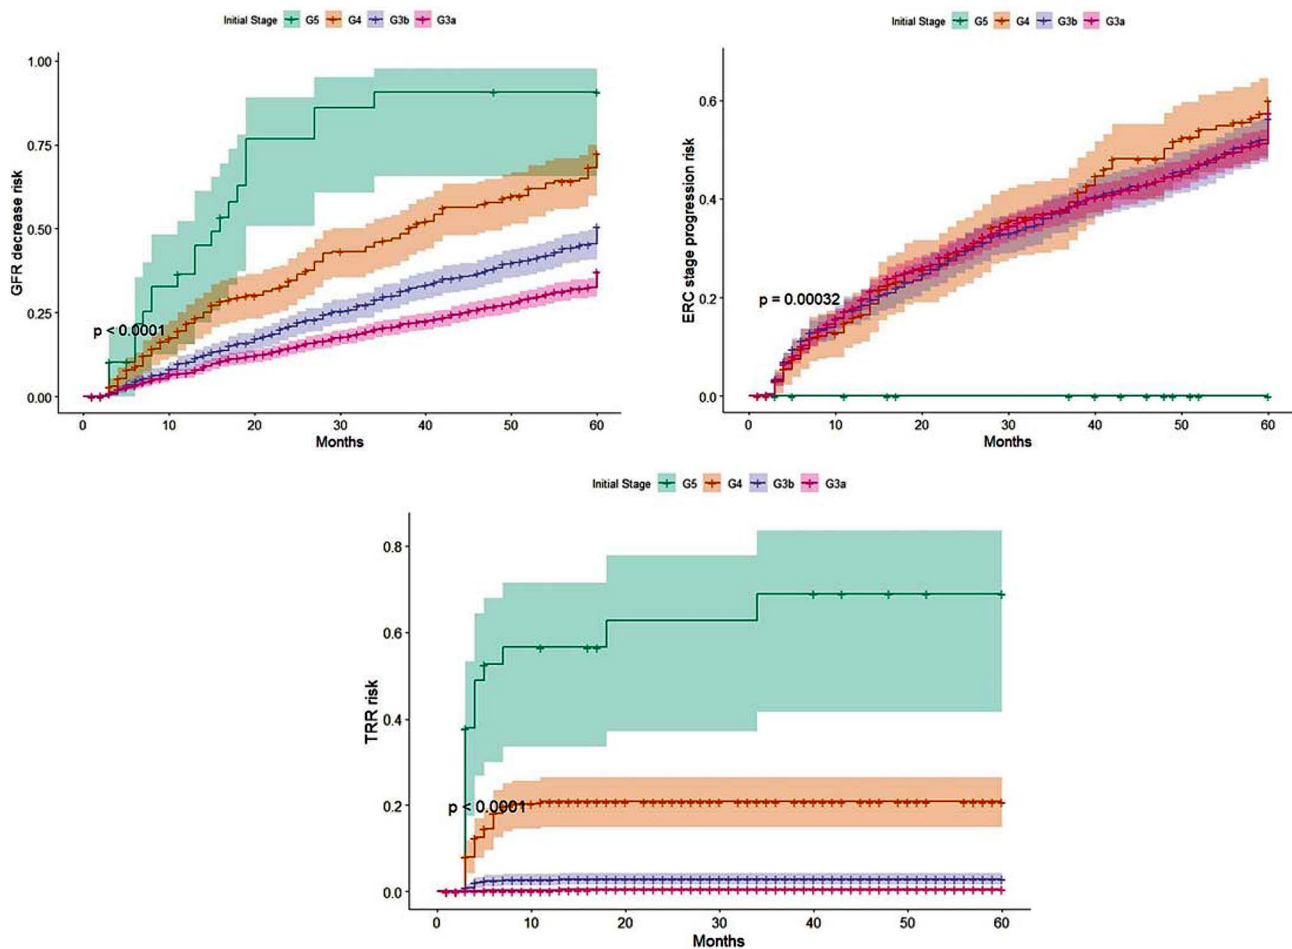 Initial Stage G5 G4 G3b G3a
1.00
0.75
0.50
0.25
0.00
GFR decrease risk
p < 0.0001
0 10 20 30 40 50 60
Months
Initial Stage G5 G4 G3b G3a
0.6
0.4
0.2
0.0
ERC stage progression risk
p = 0.00032
0 10 20 30 40 50 60
Months
Initial Stage G5 G4 G3b G3a
0.8
0.6
0.4
0.2
0.0
TRR risk
p < 0.0001
0 10 20 30 40 50 60
Months